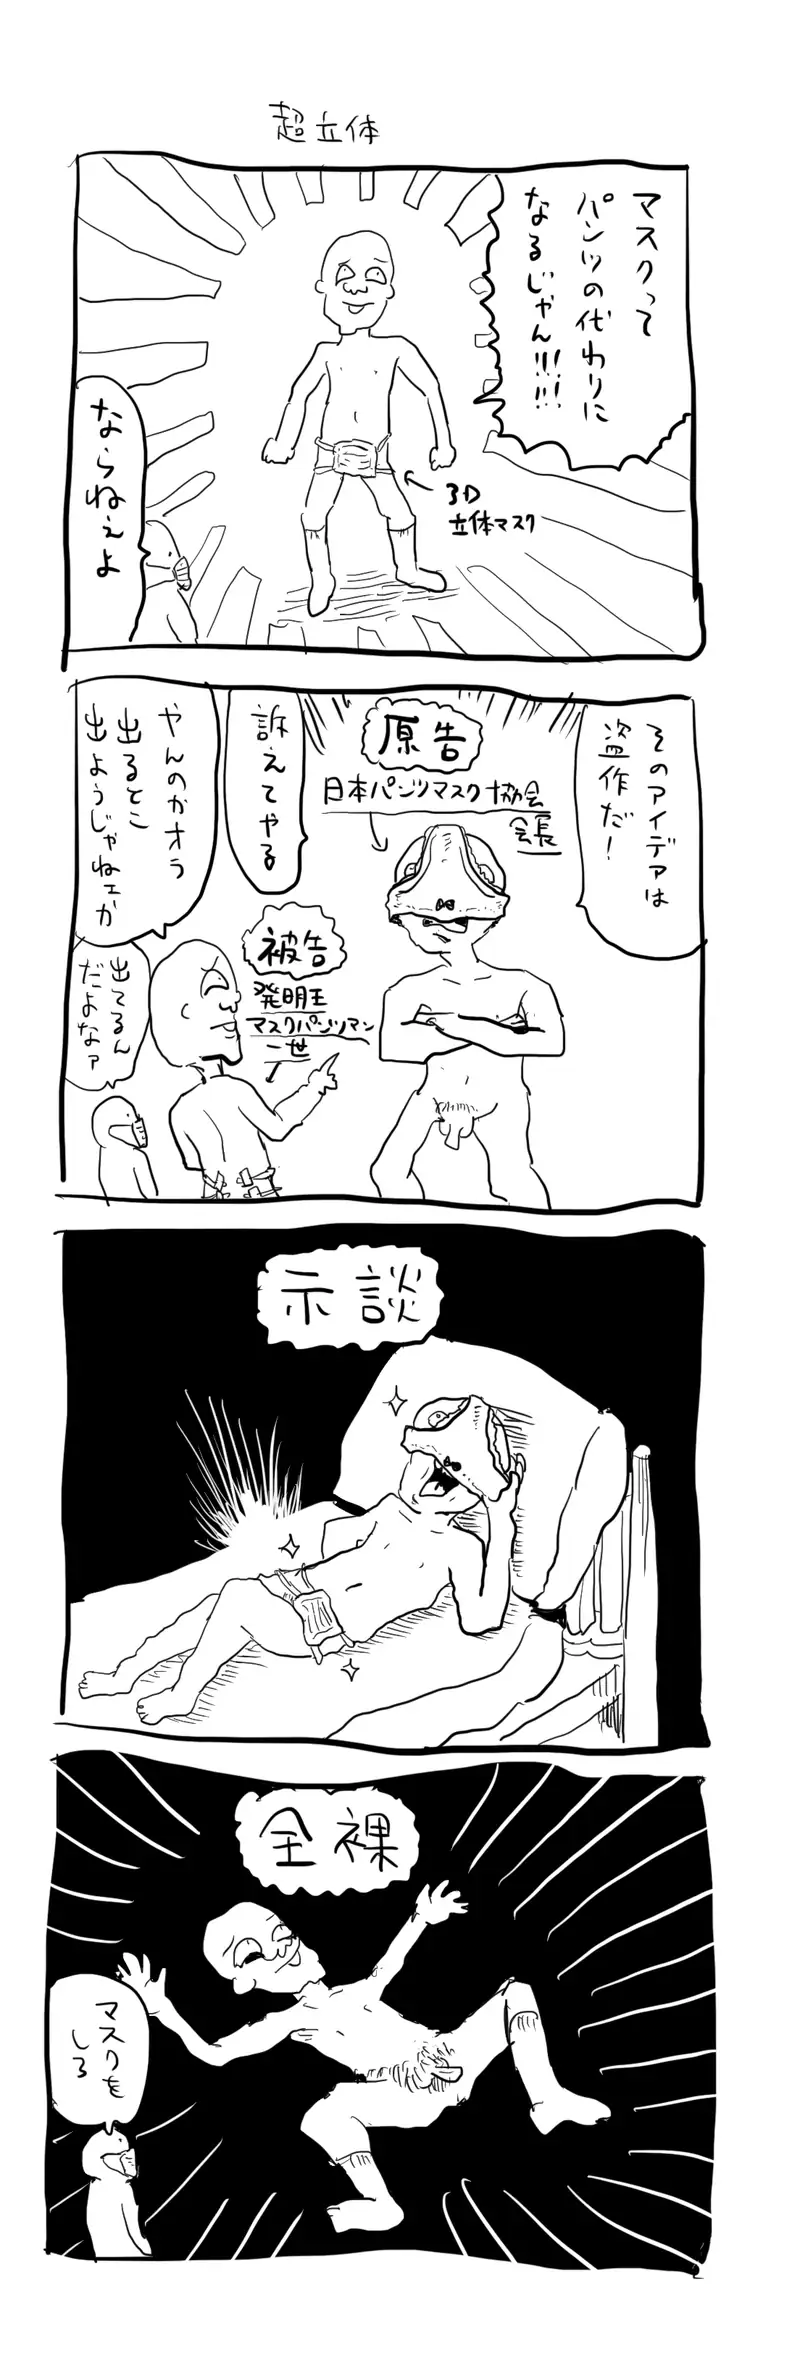 超立体
マスクって
パンツの代わりに
なるじゃん!!!!!
3D
立体マスク
ならねぇよ
そのアイデアは
盗作だ!
原告
日本パンツマスク協会
会長
訴えてやる
やんのかオウ
出るとこ
出ようじゃねェか
被告
発明王
マスクパンツマン
一世
出てるん
だよなァ
示談
全裸
マスクを
しろ